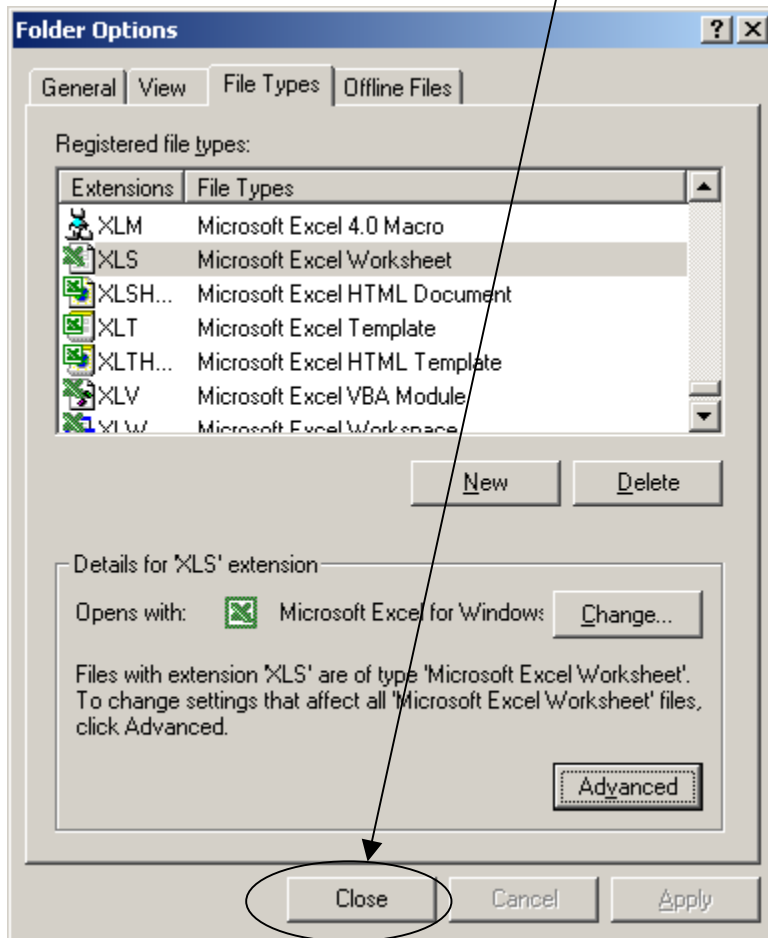 Folder Options
General View File Types Offline Files
Registered file types:
Extensions File Types
XLM Microsoft Excel 4.0 Macro
XLS Microsoft Excel Worksheet
XLSH... Microsoft Excel HTML Document
XLT Microsoft Excel Template
XLTH... Microsoft Excel HTML Template
XLV Microsoft Excel VBA Module
XLW Microsoft Excel Workspace
New Delete
Details for 'XLS' extension
Opens with: Microsoft Excel for Windows Change...
Files with extension 'XLS' are of type 'Microsoft Excel Worksheet'.
To change settings that affect all 'Microsoft Excel Worksheet' files,
click Advanced.
Advanced
Close Cancel Apply